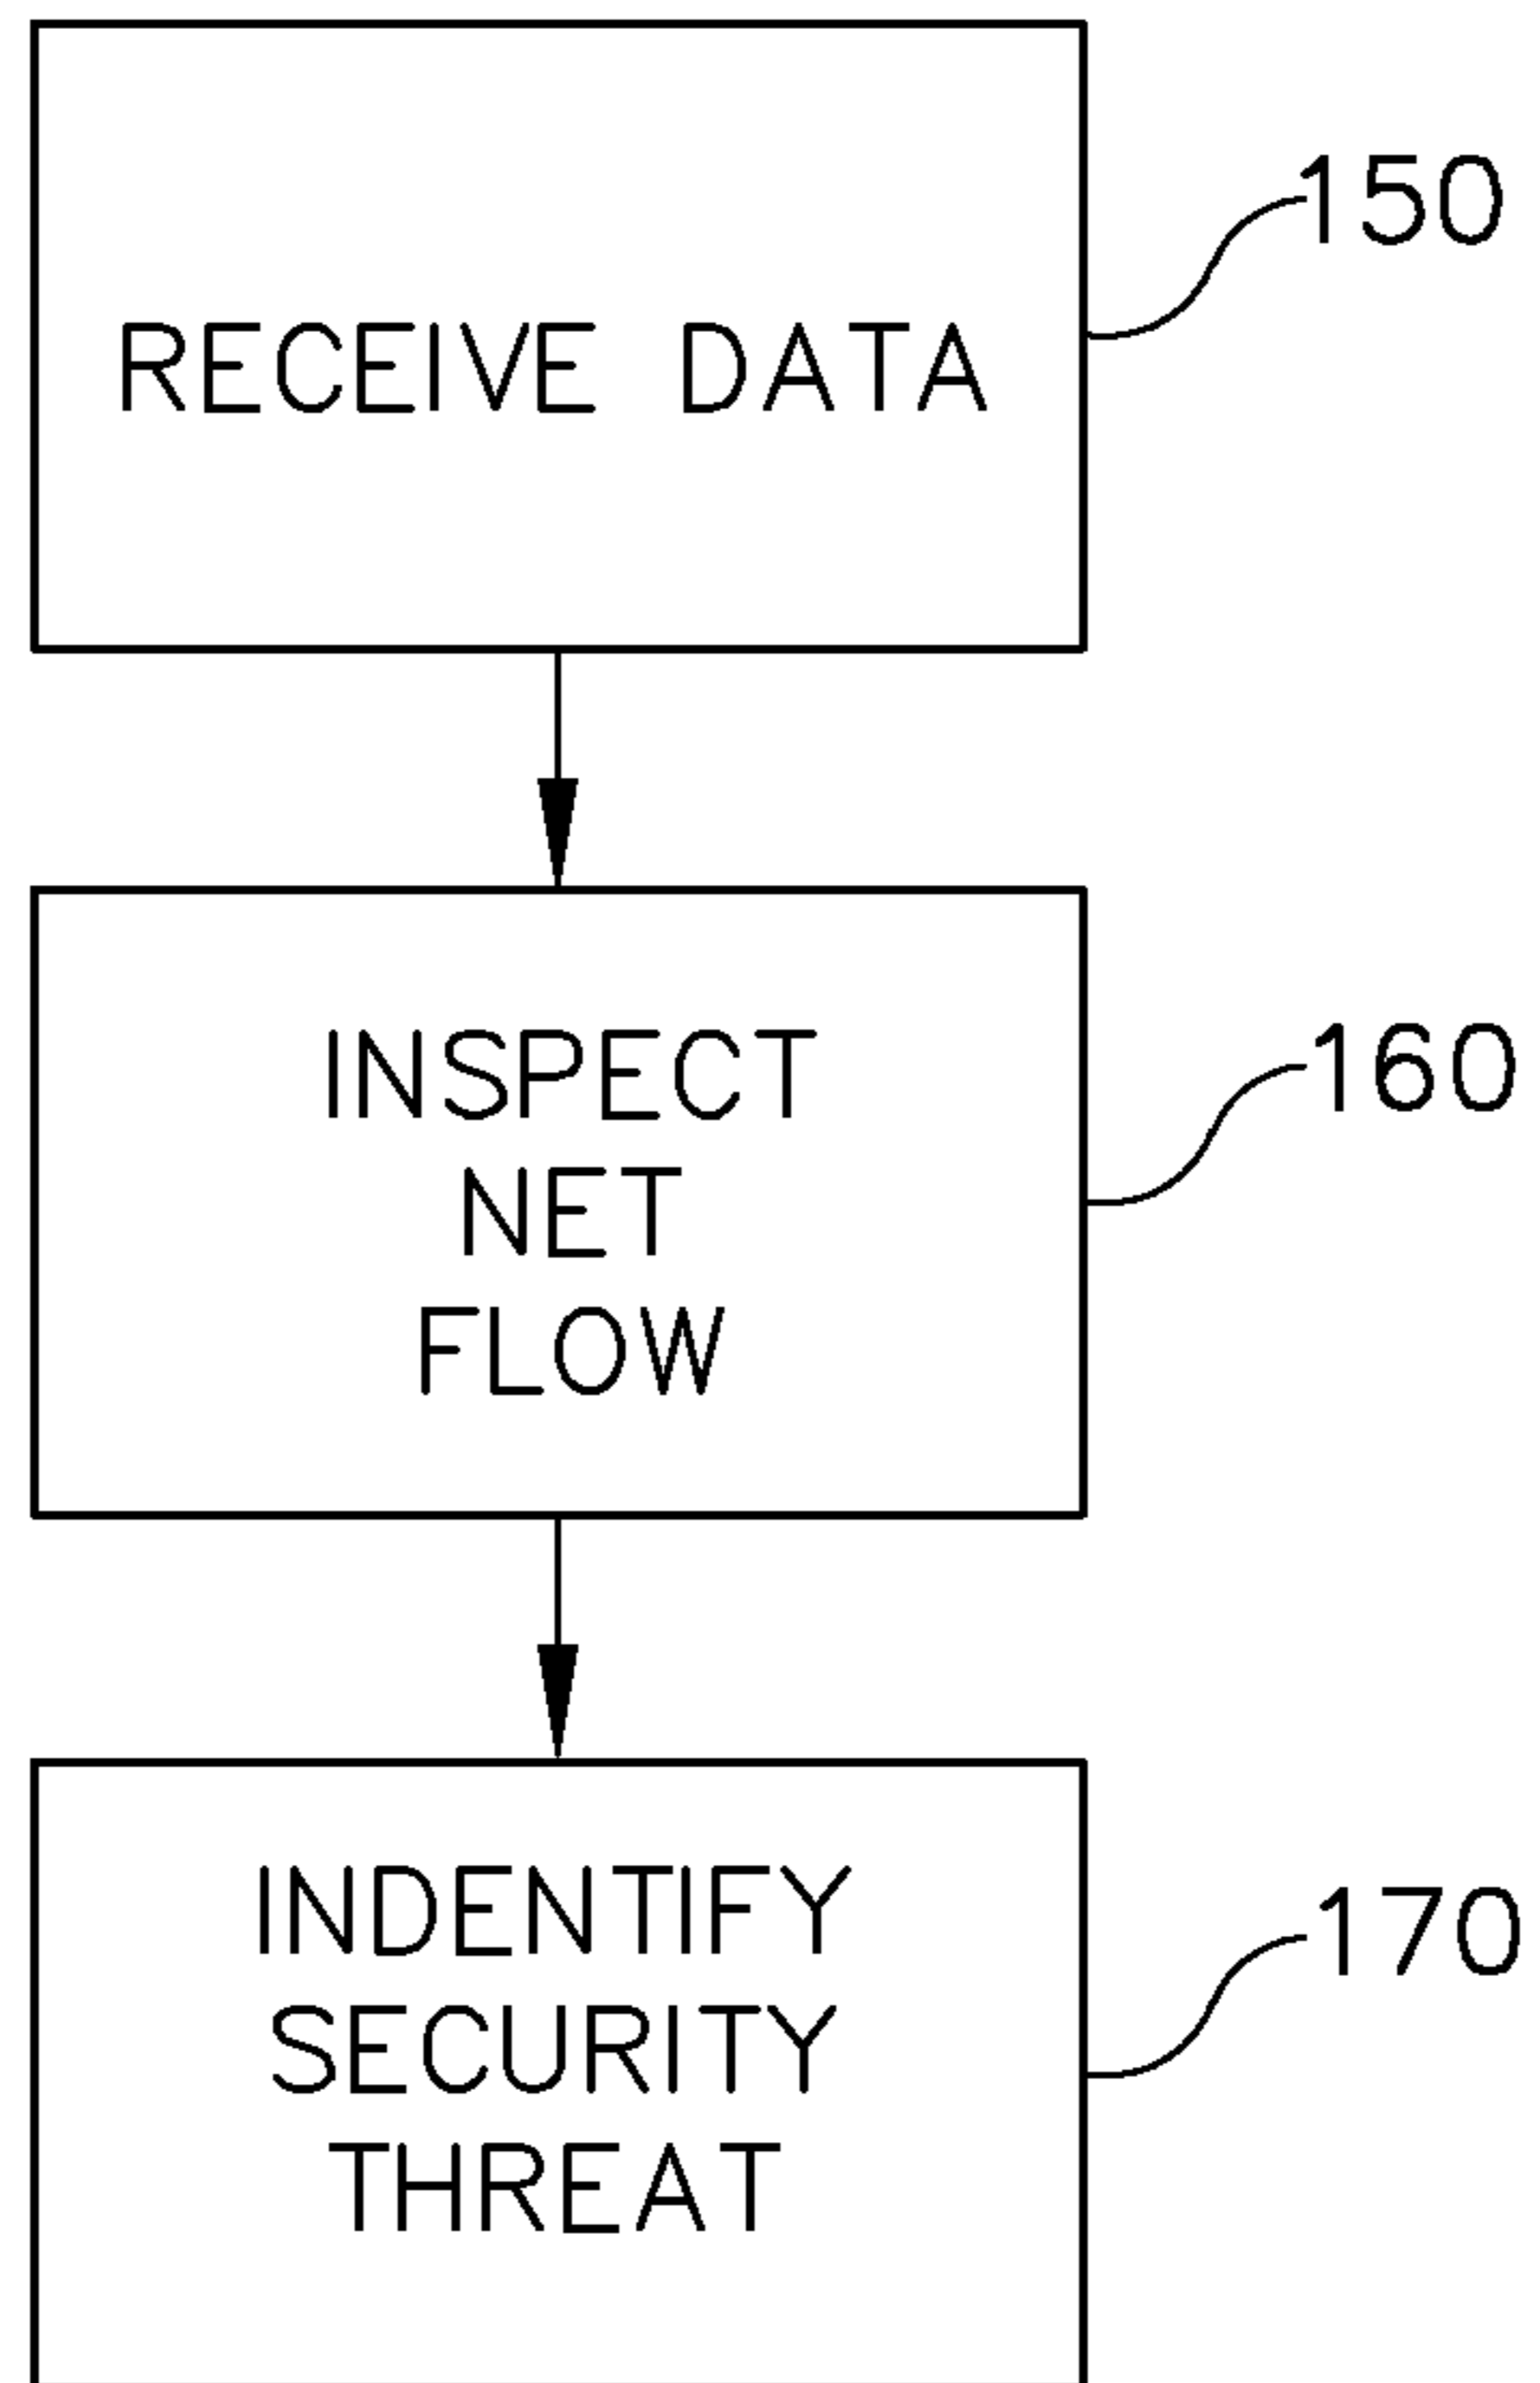 RECEIVE DATA
150
INSPECT
NET
FLOW
160
INDENTIFY
SECURITY
THREAT
170